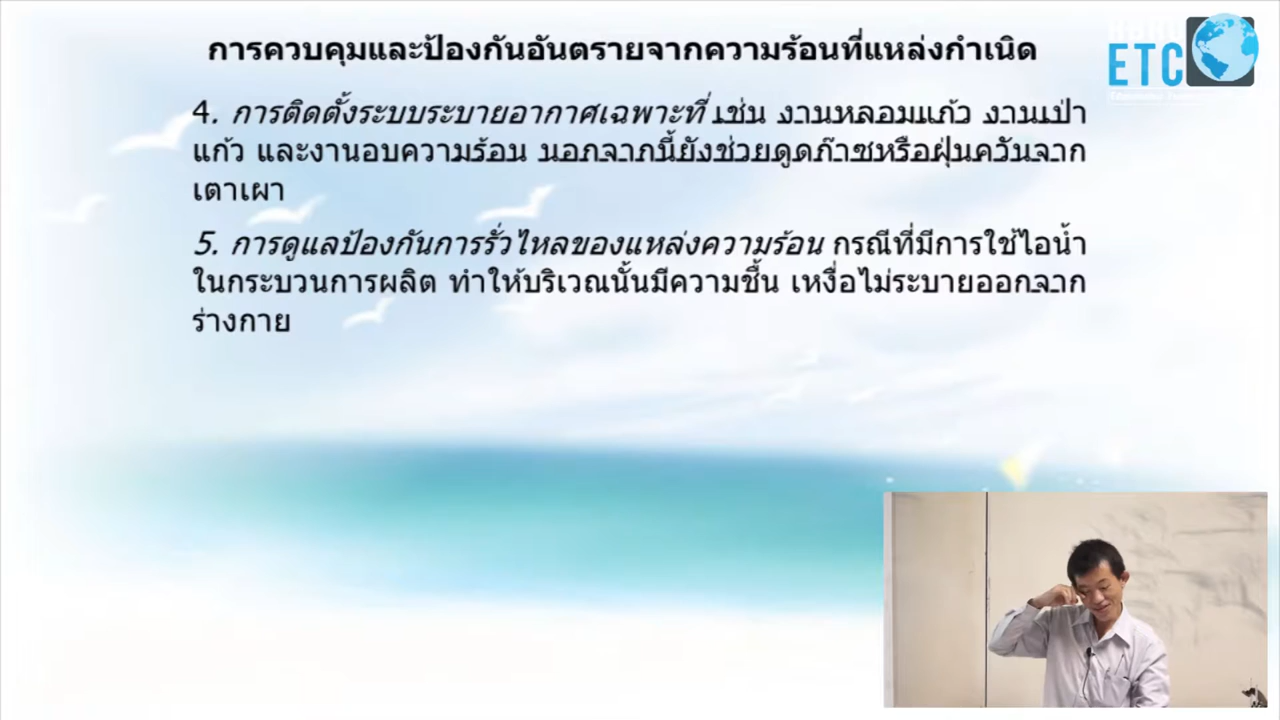 การควบคุมและป้องกันอันตรายจากความร้อนที่แหล่งกำเนิด
ETC
4. การติดตั้งระบบระบายอากาศเฉพาะที่ เช่น งานหลอมแก้ว งานเป่า
แก้ว และงานอบความร้อน นอกจากนี้ยังช่วยดูดก๊าซหรือฝุ่นควันจาก
เตาเผา
5. การดูแลป้องกันการรั่วไหลของแหล่งความร้อน กรณีที่มีการใช้ไอน้ำ
ในกระบวนการผลิต ทำให้บริเวณนั้นมีความชื้น เหงื่อไม่ระบายออกจาก
ร่างกาย